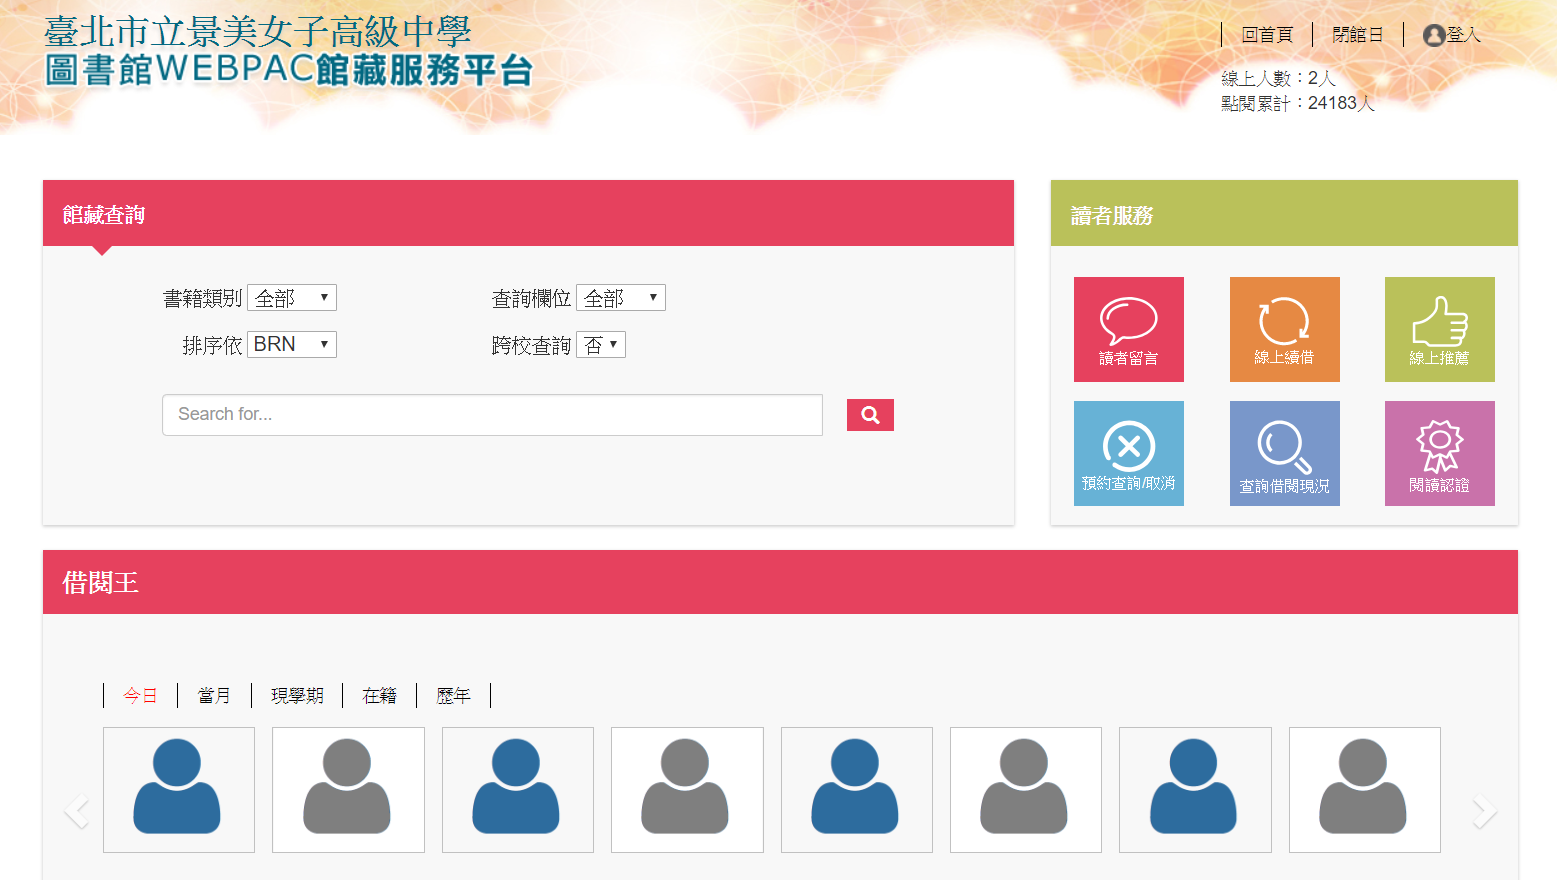 臺北市立景美女子高級中學
圖書館WEBPAC館藏服務平台
回首頁 閉館日 登入
線上人數：2人
點閱累計：24183人
館藏查詢
書籍類別 全部 查詢欄位 全部
排序依 BRN 跨校查詢 否
Search for...
讀者服務
讀者留言 線上續借 線上推薦
預約查詢/取消 查詢借閱現況 閱讀認證
借閱王
今日 當月 現學期 在籍 歷年